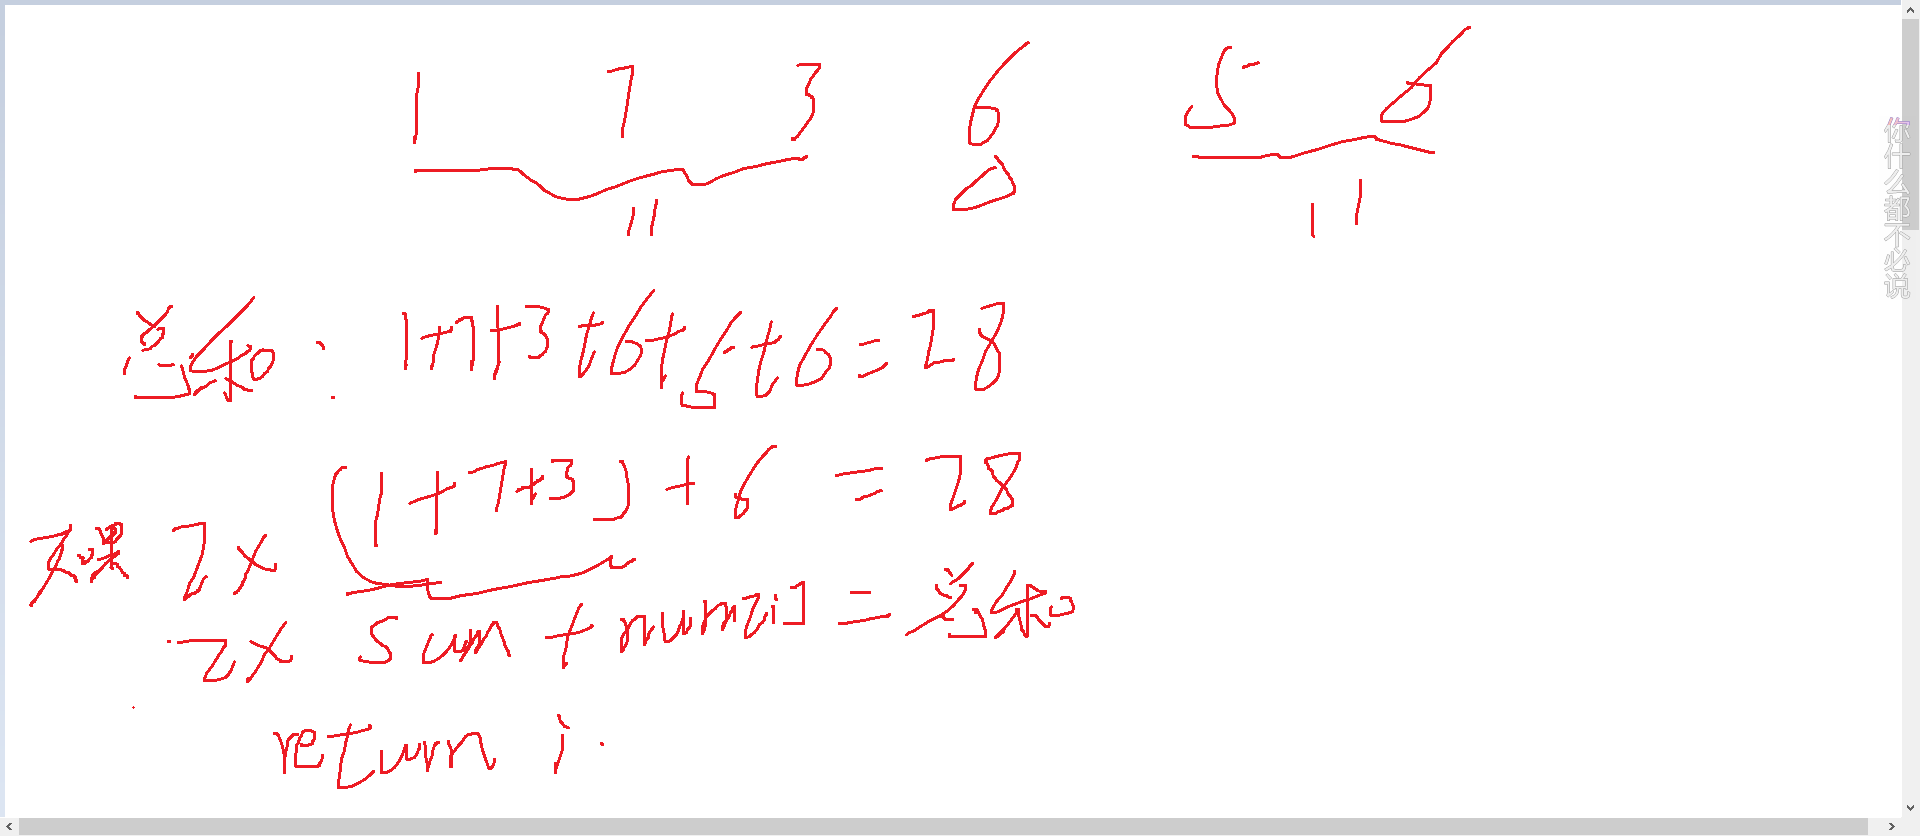 1 7 3 6 5 6
11 11
总和: 1+7+3+6+5+6=28
如果 2x (1+7+3)+6 = 28
2x sum + num[i] = 总和
return i.
你什么都不必说